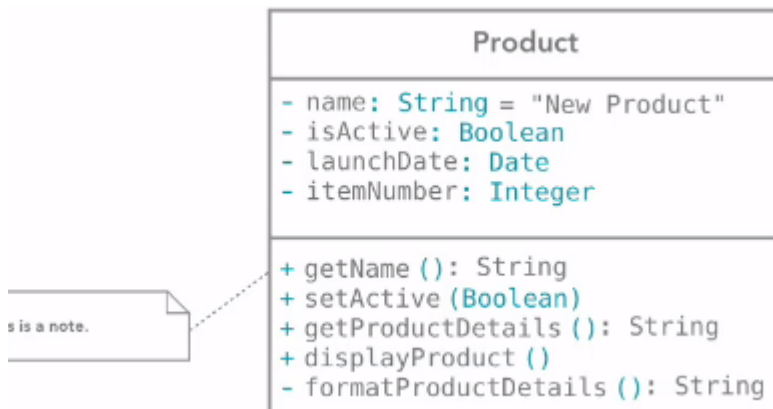 Product
- name: String = "New Product"
- isActive: Boolean
- launchDate: Date
- itemNumber: Integer
+ getName (): String
+ setActive (Boolean)
+ getProductDetails (): String
+ displayProduct ()
- formatProductDetails (): String
s is a note.